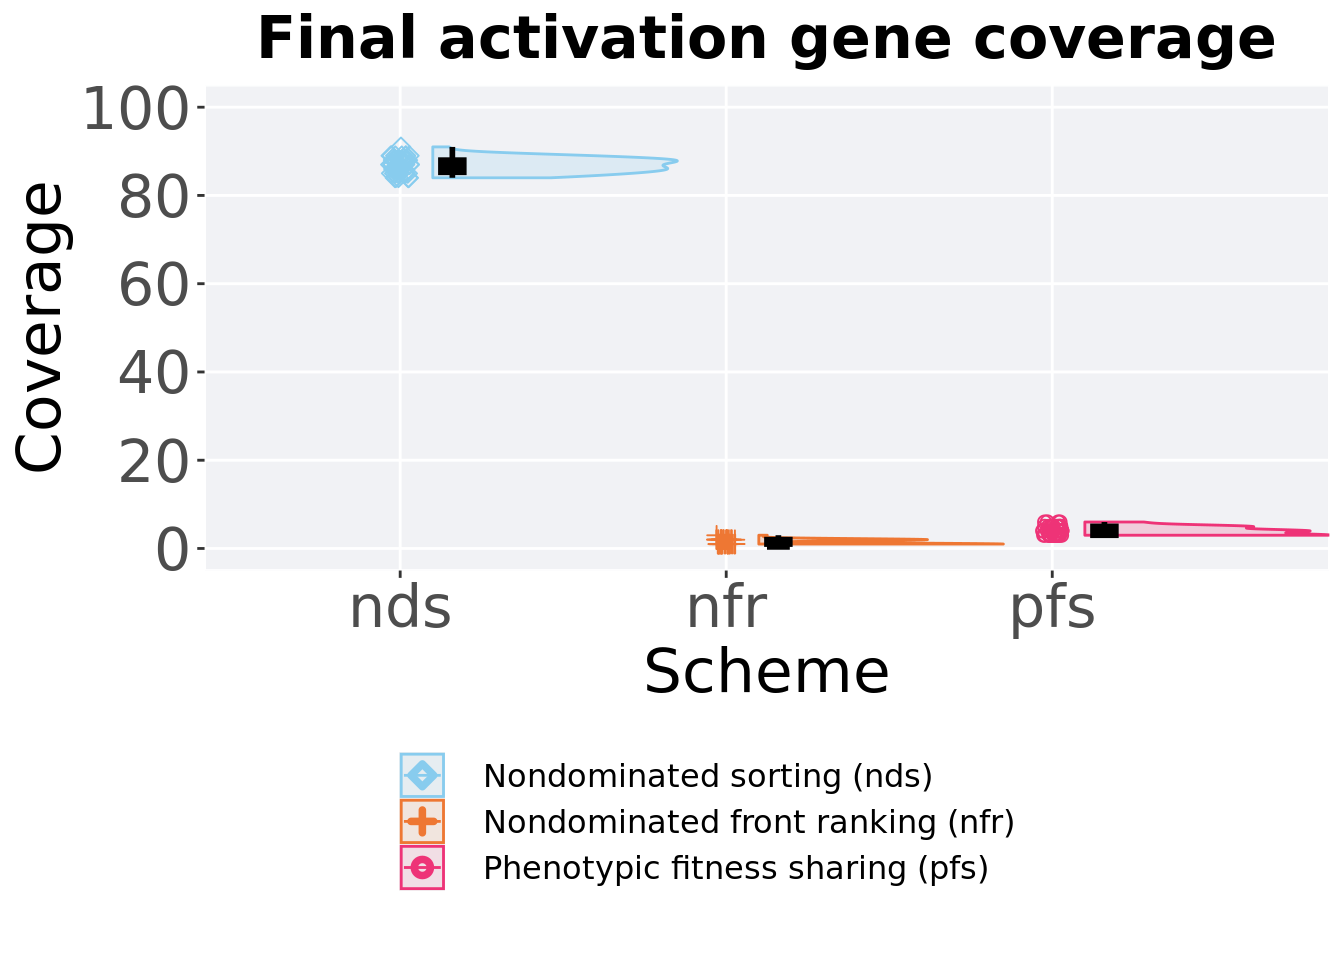 Final activation gene coverage
100
80
60
40
20
0
Coverage
nds
nfr
pfs
Scheme
Nondominated sorting (nds)
Nondominated front ranking (nfr)
Phenotypic fitness sharing (pfs)